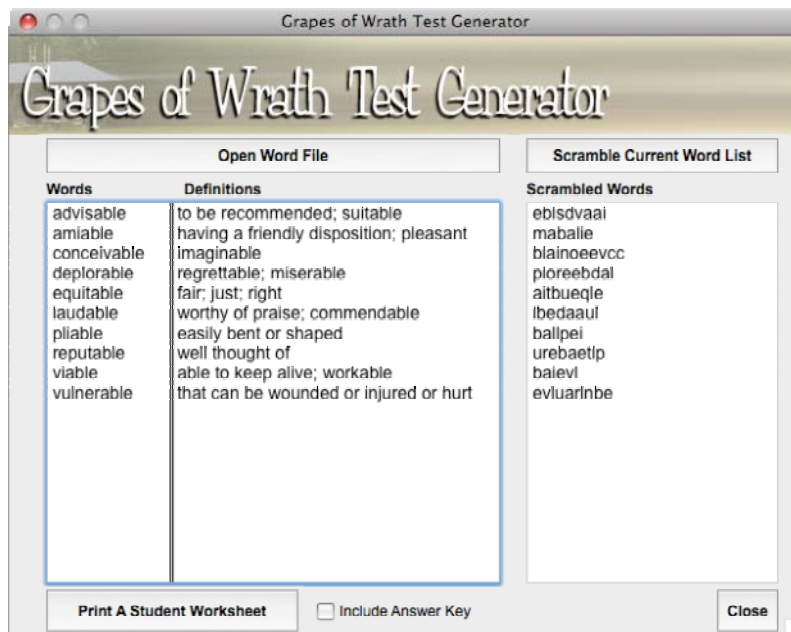 Grapes of Wrath Test Generator
Grapes of Wrath Test Generator
Open Word File Scramble Current Word List
Words Definitions Scrambled Words
advisable to be recommended; suitable eblsdvaai
amiable having a friendly disposition; pleasant mabalie
conceivable imaginable blainoeevcc
deplorable regrettable; miserable ploreebdal
equitable fair; just; right aitbueqle
laudable worthy of praise; commendable lbedaaul
pliable easily bent or shaped ballpei
reputable well thought of urebaetlp
viable able to keep alive; workable baievl
vulnerable that can be wounded or injured or hurt evluarlnbe
Print A Student Worksheet Include Answer Key Close